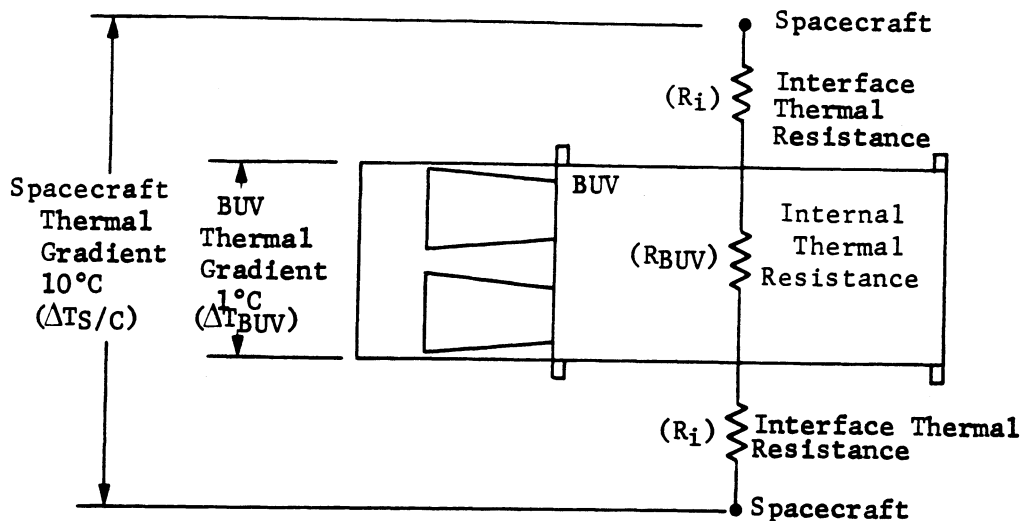 Spacecraft
(Ri)
Interface
Thermal
Resistance
Spacecraft
Thermal
Gradient
10°C
(ΔTS/C)
BUV
Thermal
Gradient
1°C
(ΔTBUV)
BUV
Internal
Thermal
Resistance
(RBUV)
(Ri)
Interface Thermal
Resistance
Spacecraft